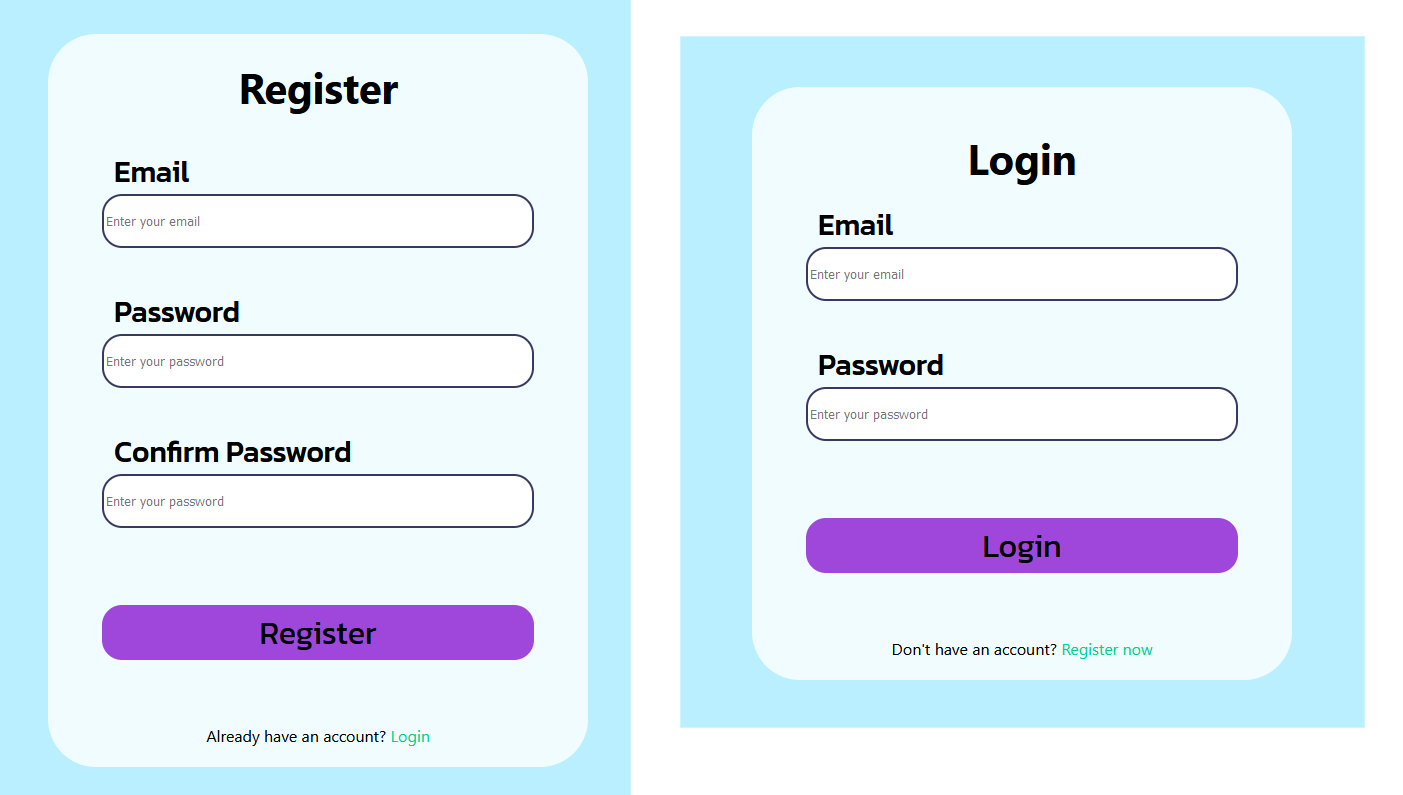 Register
Email
Enter your email
Password
Enter your password
Confirm Password
Enter your password
Register
Already have an account? Login
Login
Email
Enter your email
Password
Enter your password
Login
Don't have an account? Register now